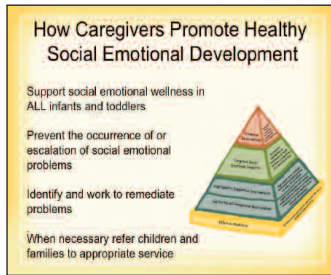 How Caregivers Promote Healthy
Social Emotional Development
Support social emotional wellness in
ALL infants and toddlers
Prevent the occurrence of or
escalation of social emotional
problems
Identify and work to remediate
problems
When necessary refer children and
families to appropriate service